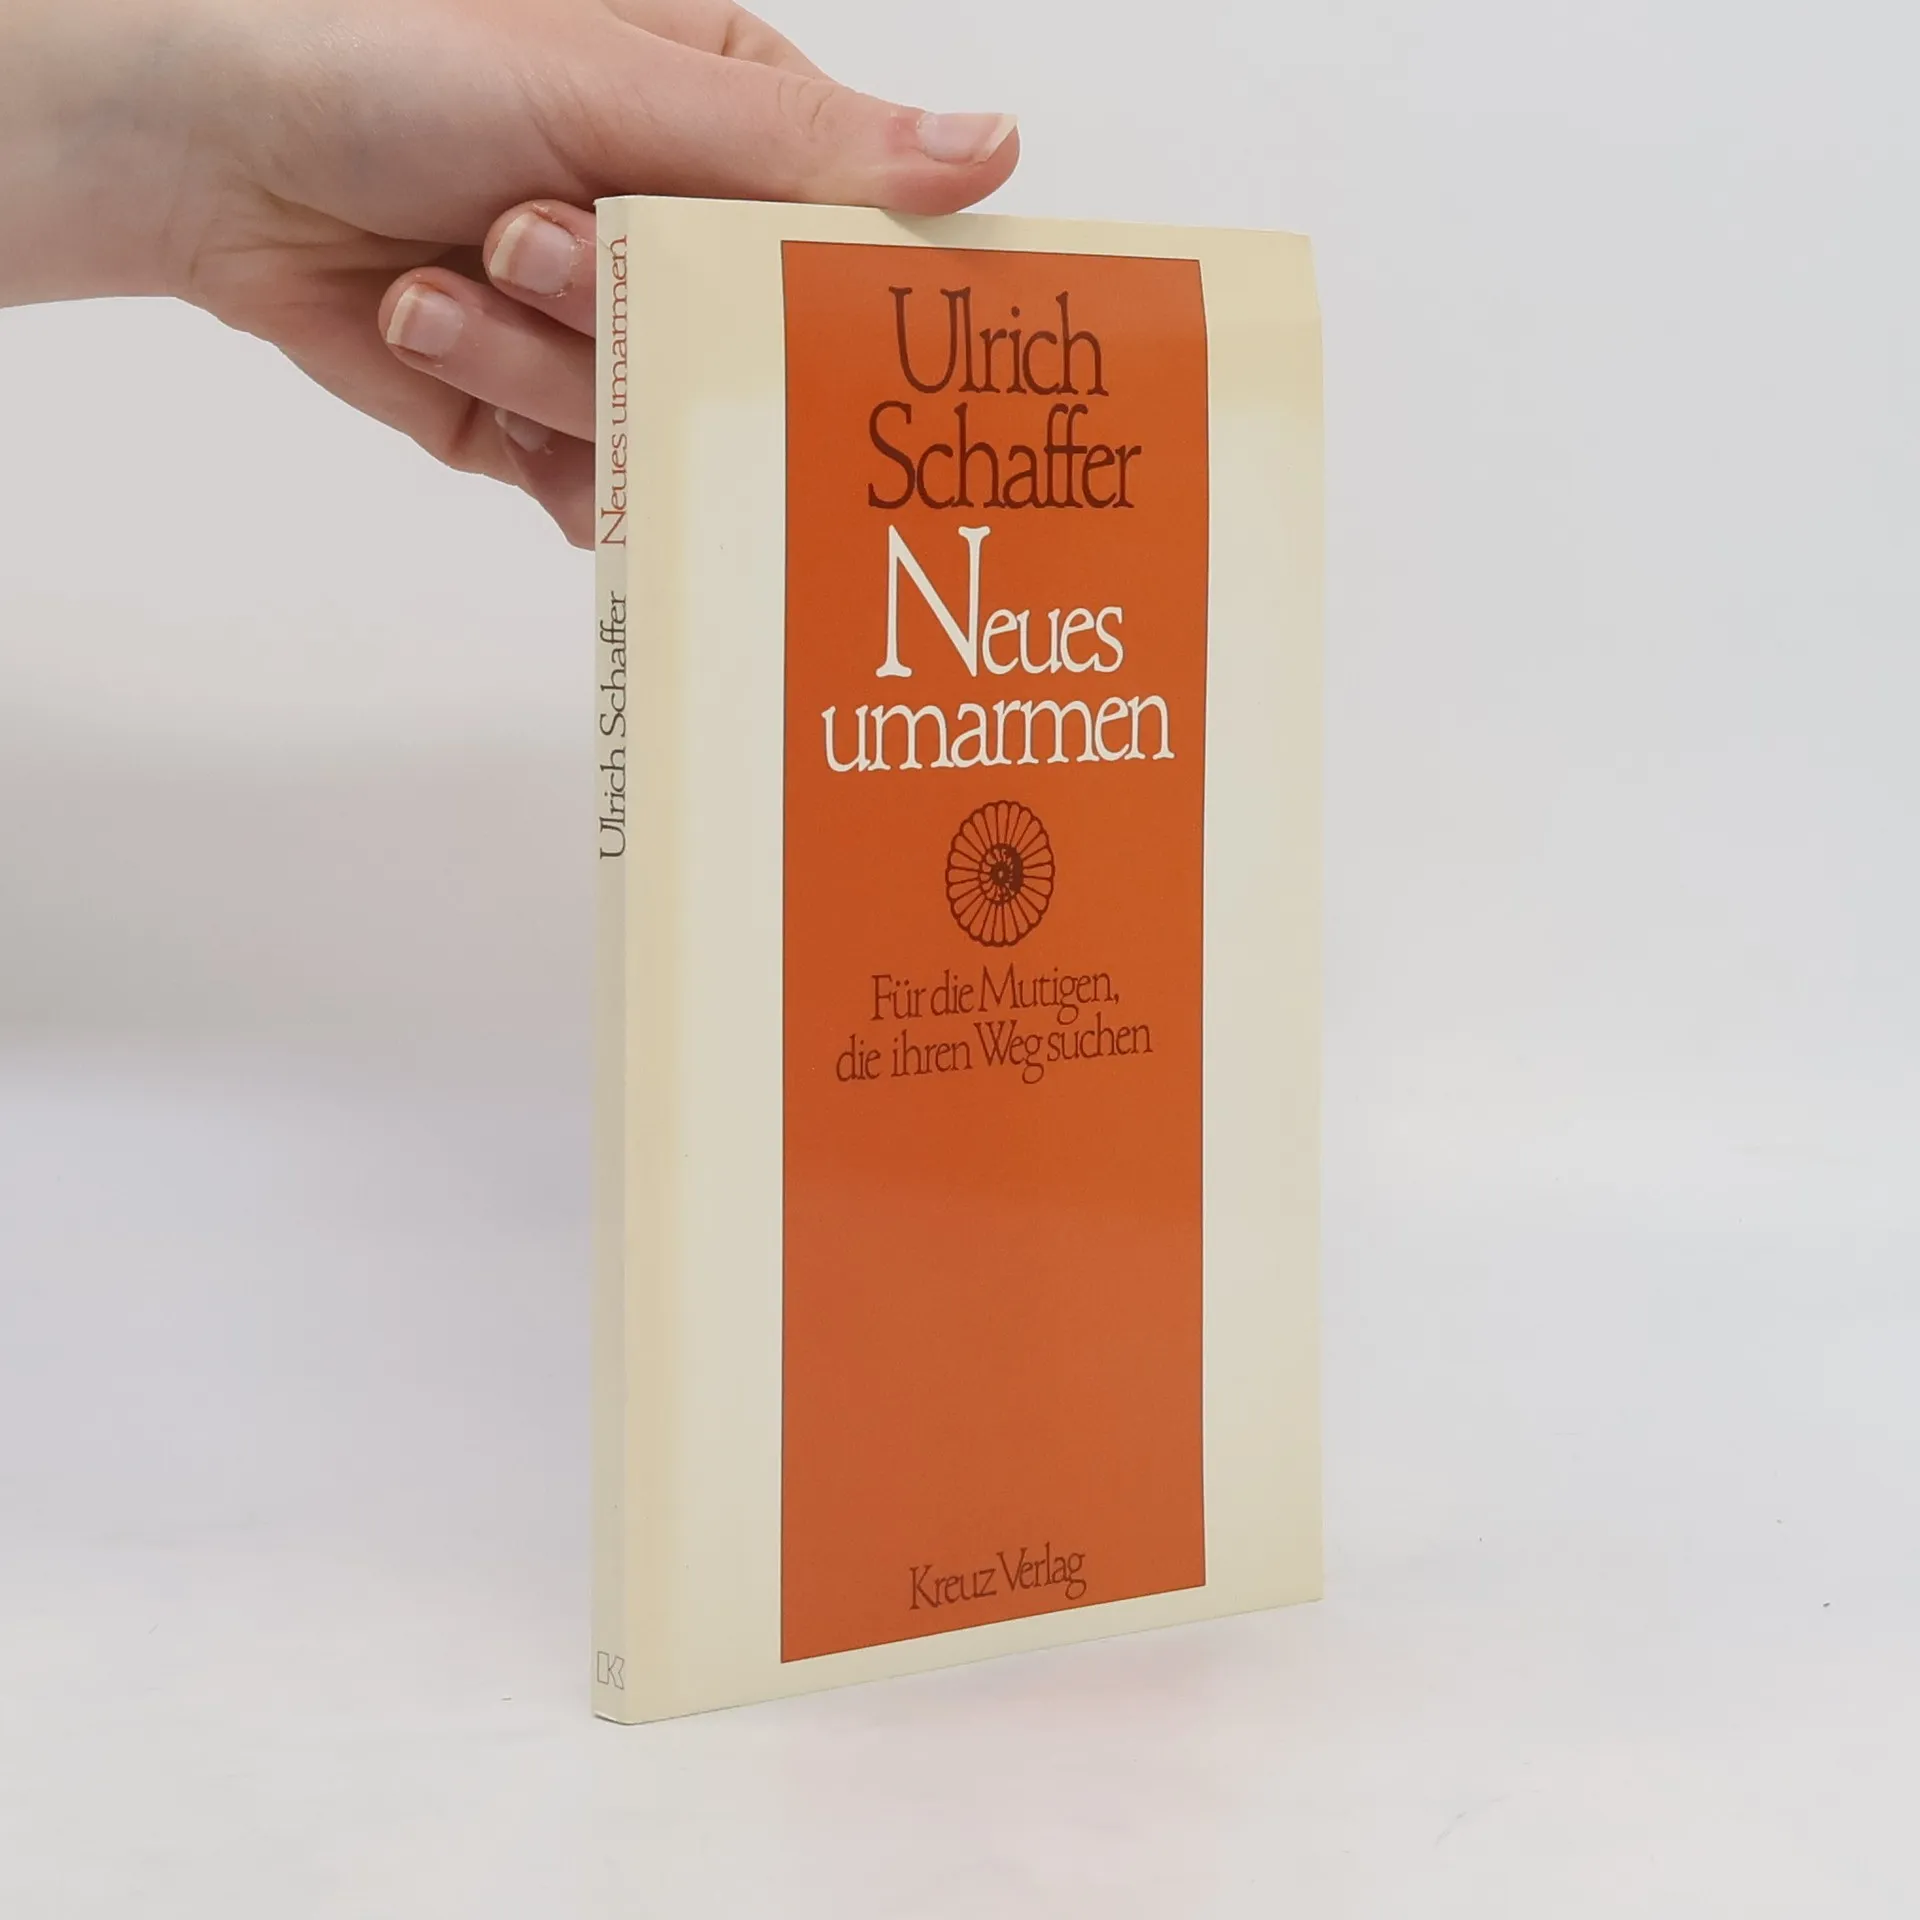 Ulrich
Schaffer
Neues
umarmen
Für die Mutigen,
die ihren Weg suchen
Kreuz Verlag
Ulrich Schaffer Neues umarmen
K